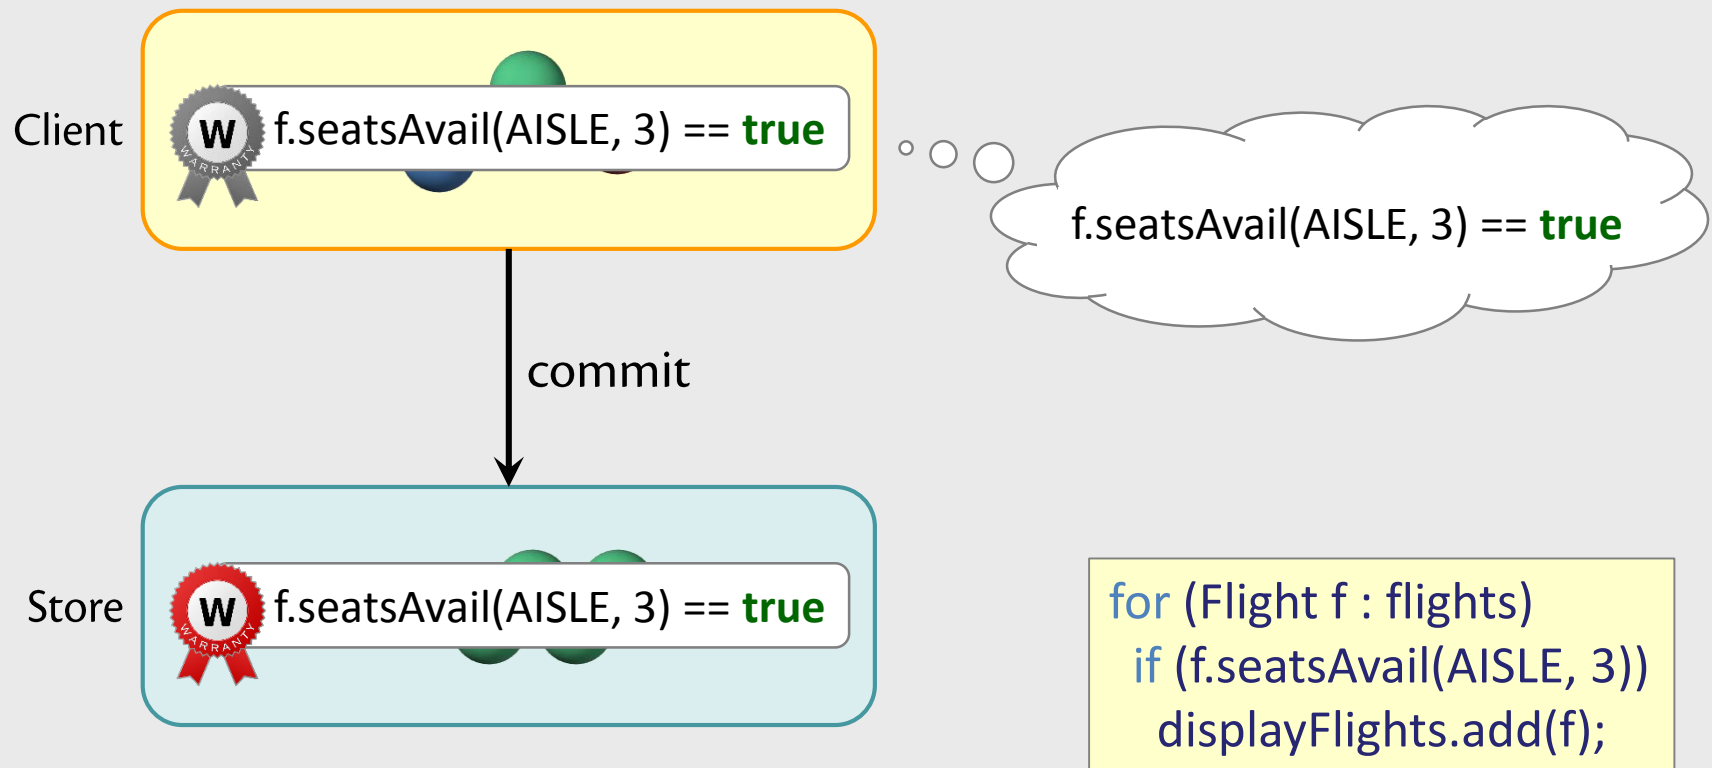 Client
W
WARRANTY
f.seatsAvail(AISLE, 3) == true
f.seatsAvail(AISLE, 3) == true
commit
Store
W
WARRANTY
f.seatsAvail(AISLE, 3) == true
for (Flight f : flights)
if (f.seatsAvail(AISLE, 3))
displayFlights.add(f);